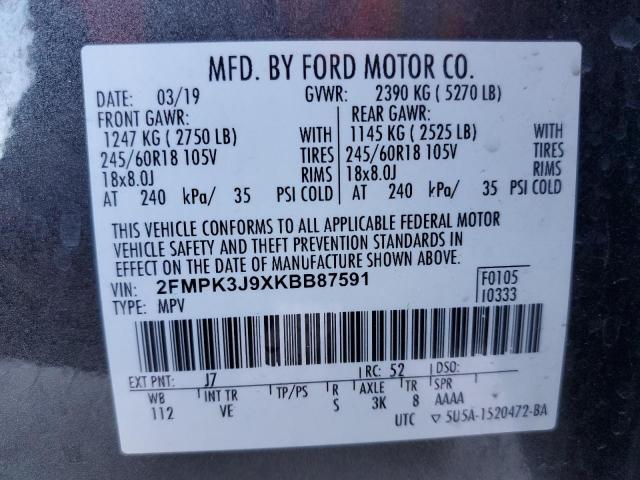 MFD. BY FORD MOTOR CO.
DATE: 03/19 GVWR: 2390 KG ( 5270 LB)
FRONT GAWR: REAR GAWR:
1247 KG ( 2750 LB) WITH 1145 KG ( 2525 LB) WITH
245/60R18 105V TIRES 245/60R18 105V TIRES
18x8.0J RIMS 18x8.0J RIMS
AT 240 kPa/ 35 PSI COLD AT 240 kPa/ 35 PSI COLD
THIS VEHICLE CONFORMS TO ALL APPLICABLE FEDERAL MOTOR
VEHICLE SAFETY AND THEFT PREVENTION STANDARDS IN
EFFECT ON THE DATE OF MANUFACTURE SHOWN ABOVE.
VIN: 2FMPK3J9XKBB87591 F0105
TYPE: MPV 10333
EXT PNT: J7 RC: 52 DSO:
WB INT TR TP/PS R AXLE TR SPR
112 VE S 3K 8 AAAA
UTC ▽ 5U5A-1520472-BA